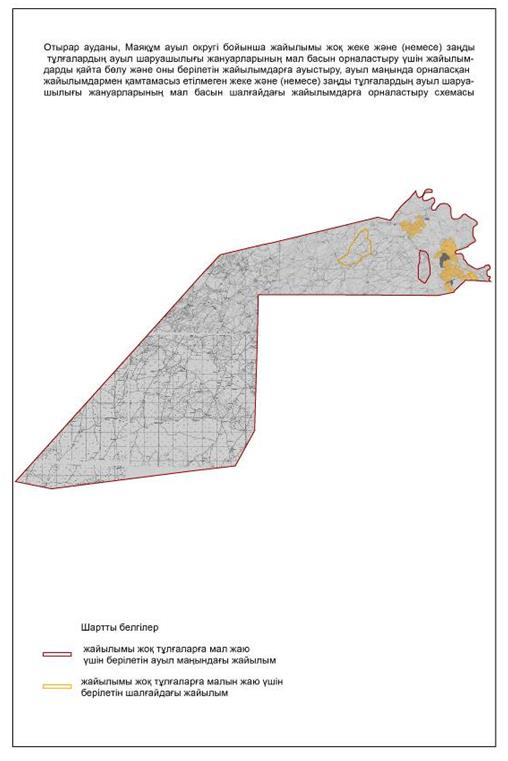 Отырар ауданы, Маяқұм ауыл округі бойынша жайылымы жоқ жеке және (немесе) заңды
тұлғалардың ауыл шаруашылығы жануарларының мал басын орналастыру үшін жайылым-
дарды қайта бөлу және оны берілетін жайылымдарға ауыстыру, ауыл маңында орналасқан
жайылымдармен қамтамасыз етілмеген жеке және (немесе) заңды тұлғалардың ауыл шаруа-
шылығы жануарларының мал басын шалғайдағы жайылымдарға орналастыру схемасы
Шартты белгілер
жайылымы жоқ тұлғаларға мал жаю
үшін берілетін ауыл маңындағы жайылым
жайылымы жоқ тұлғаларға малын жаю үшін
берілетін шалғайдағы жайылым